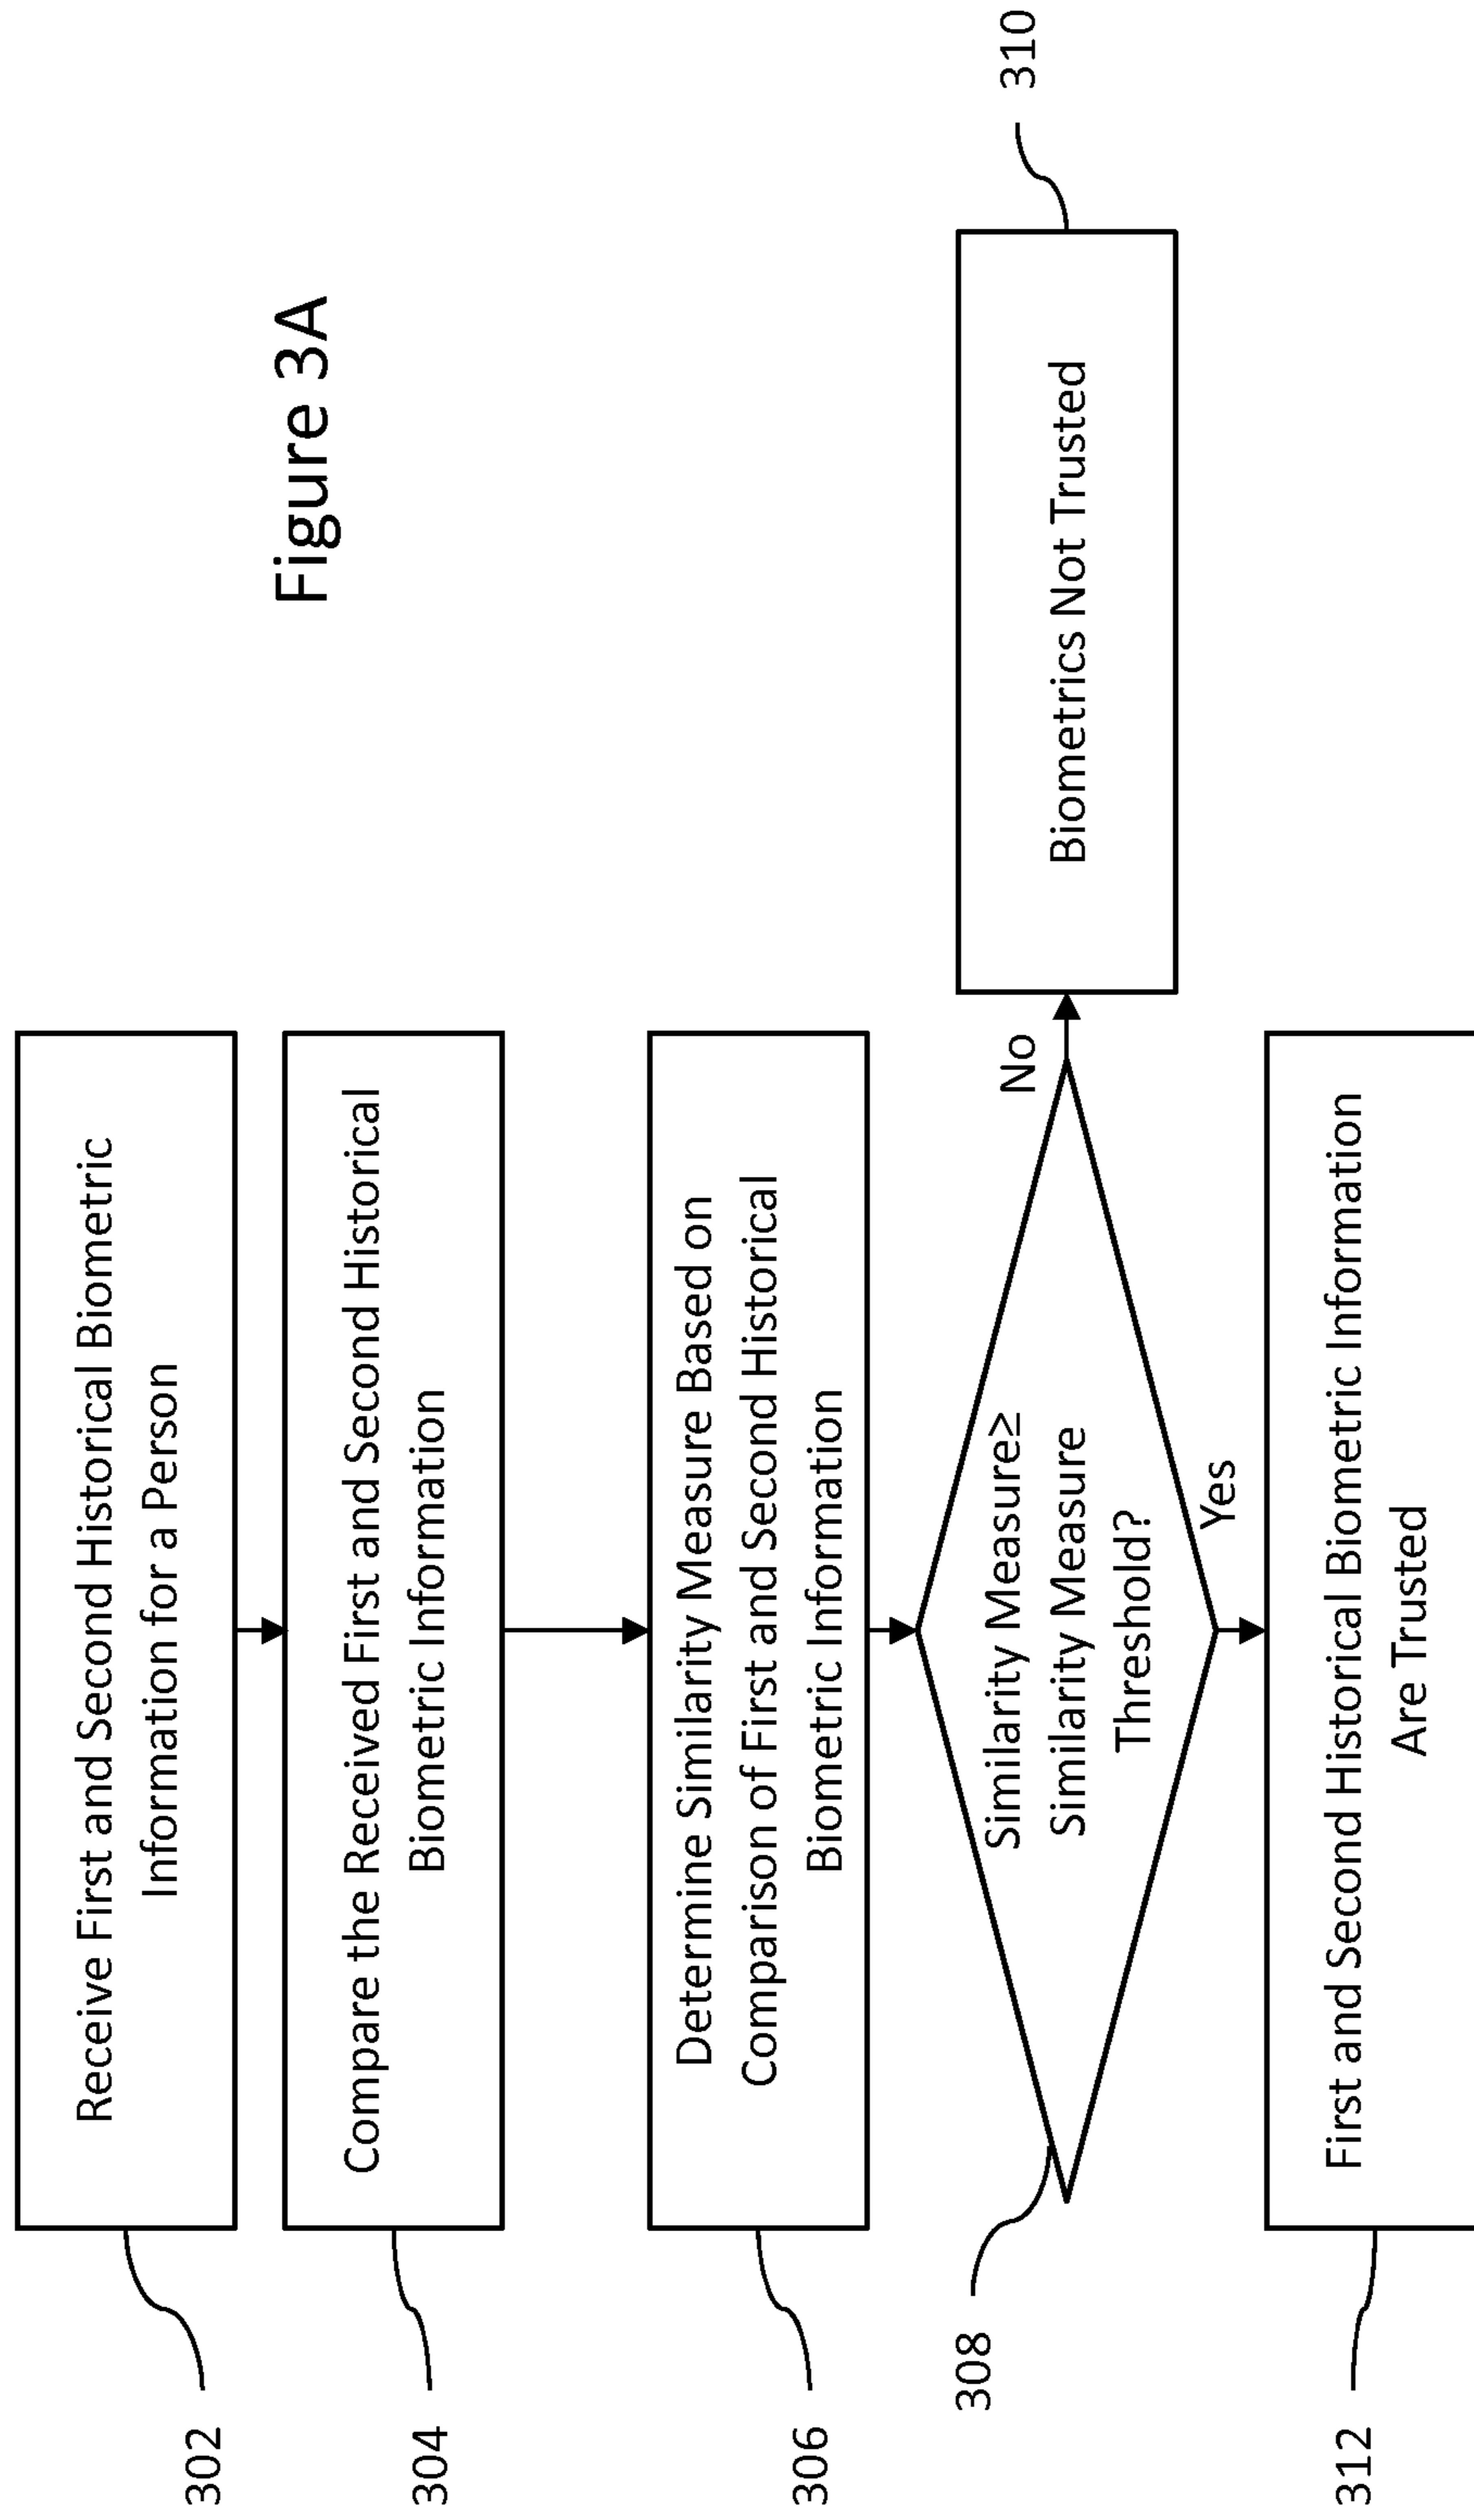 Figure 3A
302
Receive First and Second Historical Biometric
Information for a Person
304
Compare the Received First and Second Historical
Biometric Information
306
Determine Similarity Measure Based on
Comparison of First and Second Historical
Biometric Information
308
Similarity Measure≥
Similarity Measure
Threshold?
No
Biometrics Not Trusted
310
Yes
312
First and Second Historical Biometric Information
Are Trusted